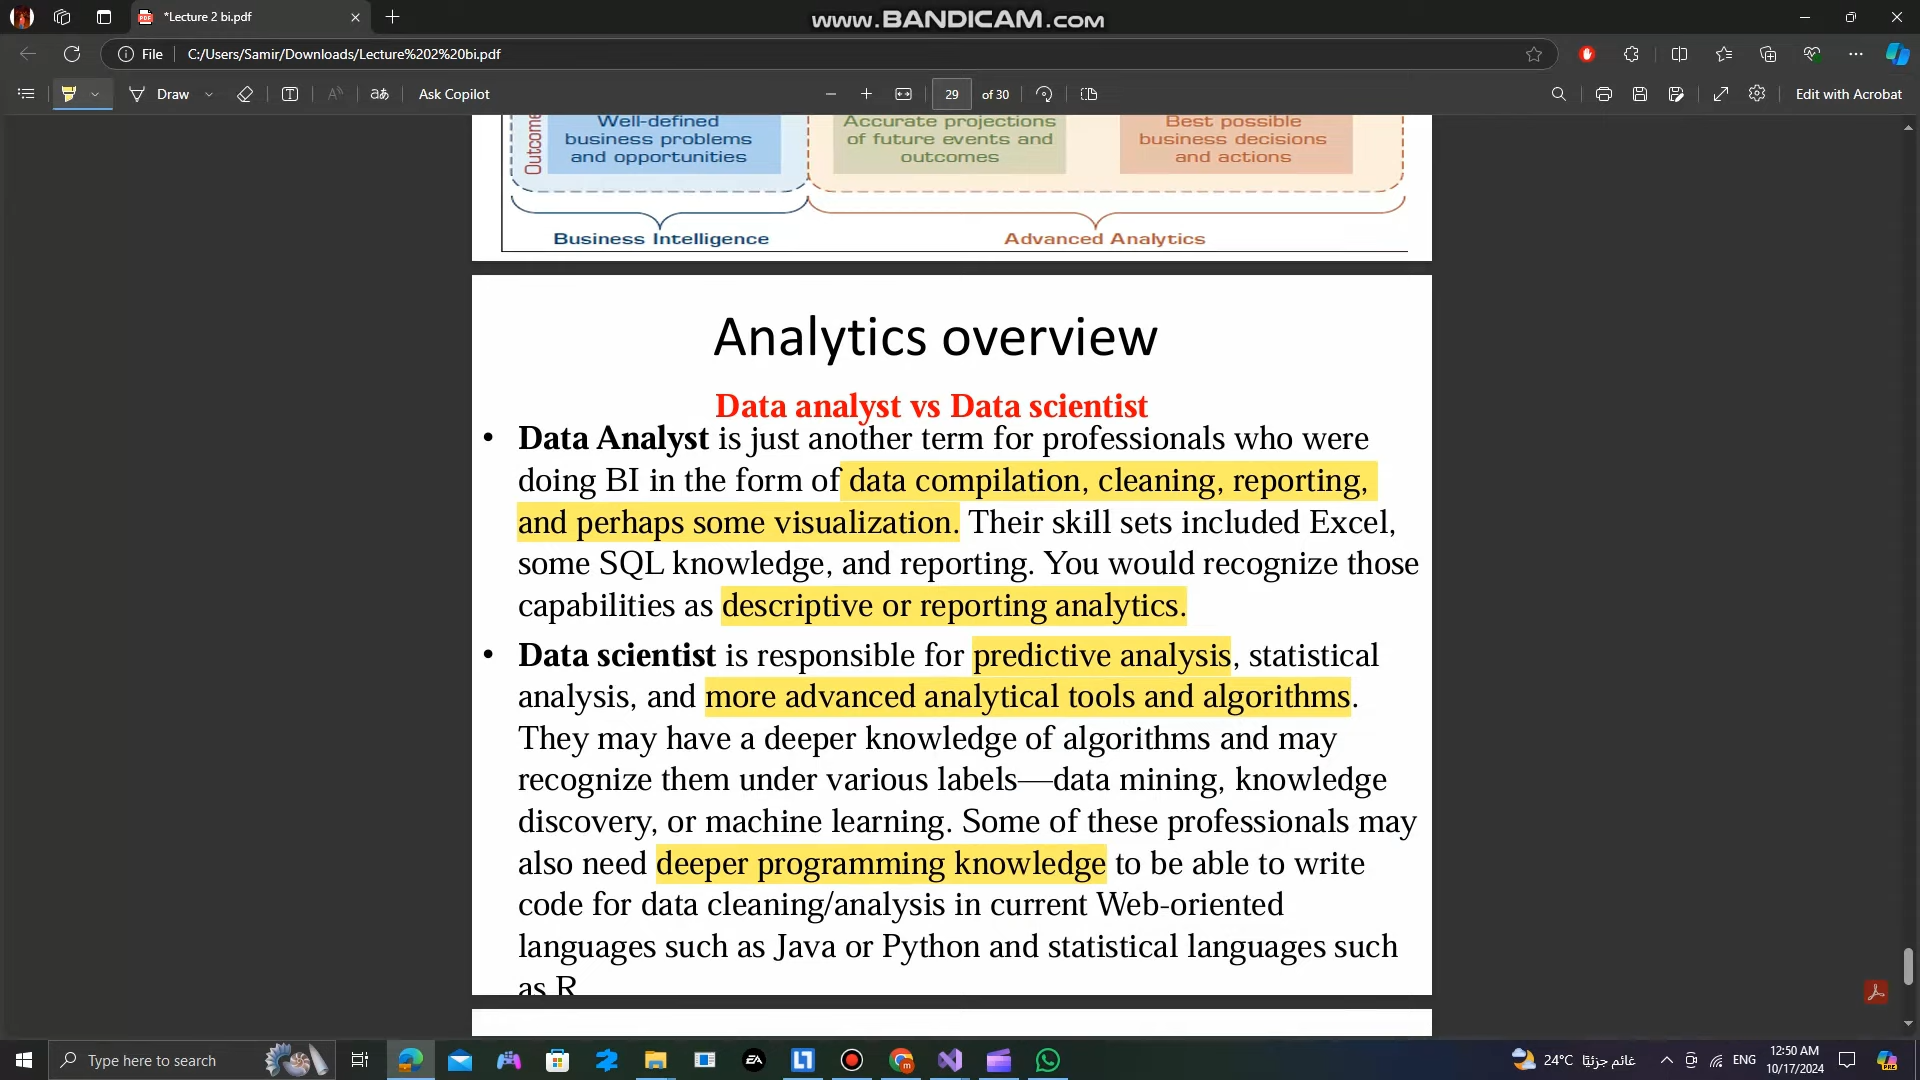 *Lecture 2 bi.pdf
WWW.BANDICAM.COM
File
C:/Users/Samir/Downloads/Lecture%202%20bi.pdf
Draw
aあ
Ask Copilot
29 of 30
Edit with Acrobat
Outcome
Well-defined
business problems
and opportunities
Accurate projections
of future events and
outcomes
Best possible
business decisions
and actions
Business Intelligence
Advanced Analytics
Analytics overview
Data analyst vs Data scientist
• Data Analyst is just another term for professionals who were
doing BI in the form of data compilation, cleaning, reporting,
and perhaps some visualization. Their skill sets included Excel,
some SQL knowledge, and reporting. You would recognize those
capabilities as descriptive or reporting analytics.
• Data scientist is responsible for predictive analysis, statistical
analysis, and more advanced analytical tools and algorithms.
They may have a deeper knowledge of algorithms and may
recognize them under various labels—data mining, knowledge
discovery, or machine learning. Some of these professionals may
also need deeper programming knowledge to be able to write
code for data cleaning/analysis in current Web-oriented
languages such as Java or Python and statistical languages such
as R
Type here to search
24°C غائم جزئيًا
ENG
12:50 AM
10/17/2024